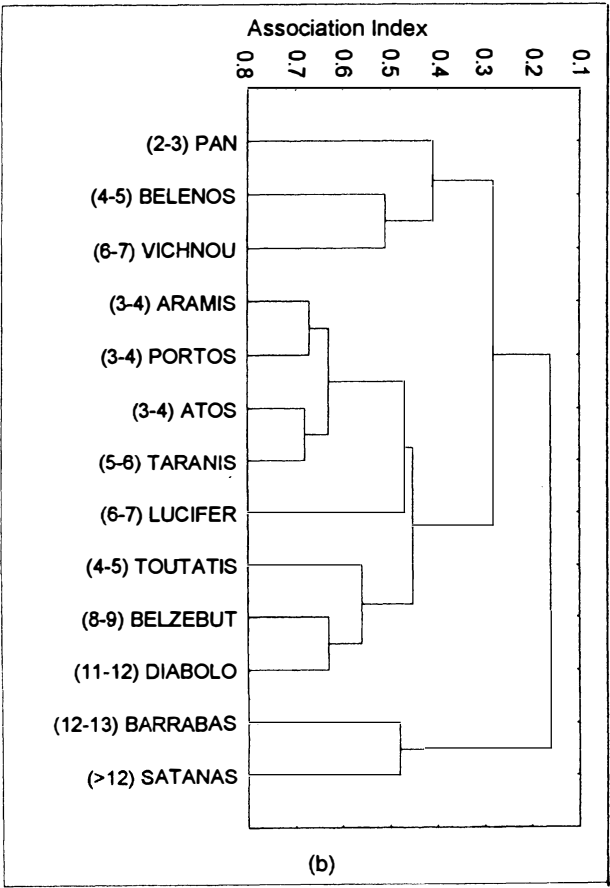 Association Index
0.8 0.7 0.6 0.5 0.4 0.3 0.2 0.1
(2-3) PAN
(4-5) BELENOS
(6-7) VICHNOU
(3-4) ARAMIS
(3-4) PORTOS
(3-4) ATOS
(5-6) TARANIS
(6-7) LUCIFER
(4-5) TOUTATIS
(8-9) BELZEBUT
(11-12) DIABOLO
(12-13) BARRABAS
(>12) SATANAS
(b)